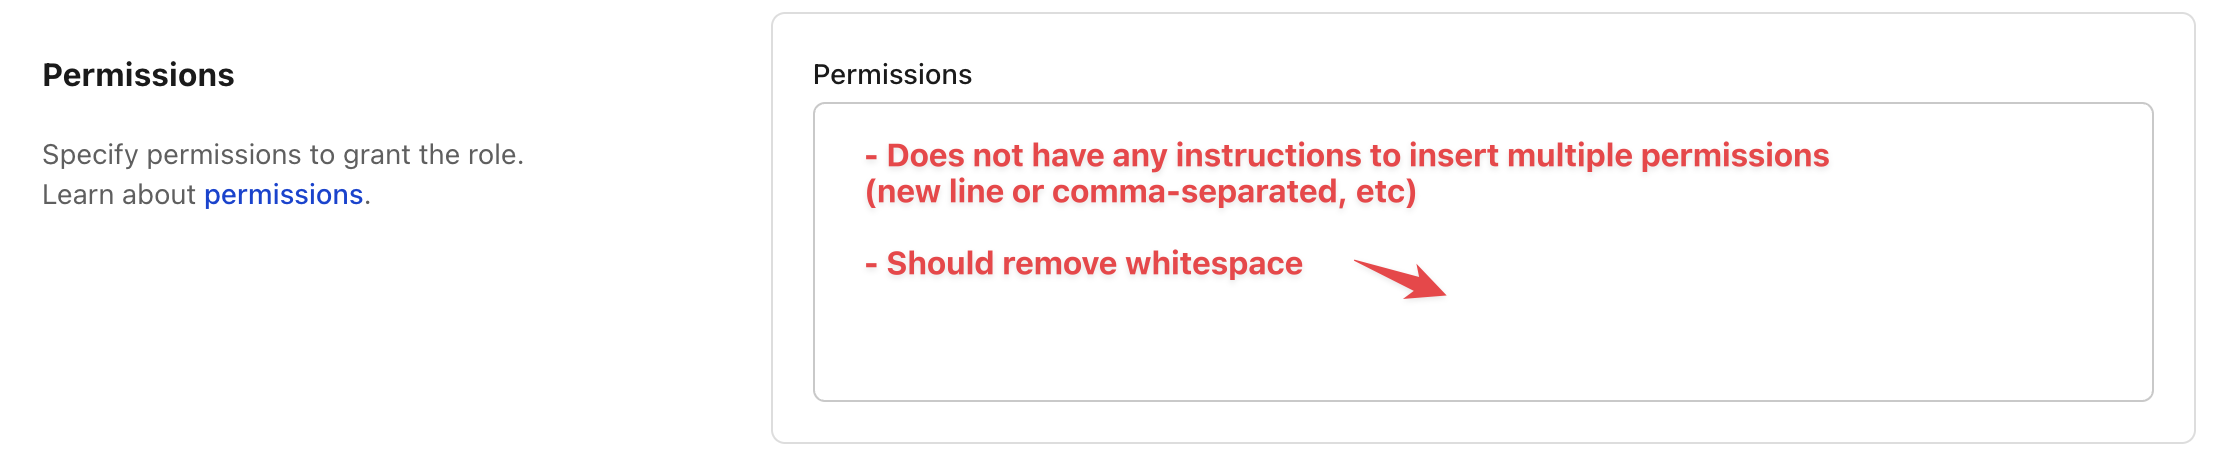 Permissions
Specify permissions to grant the role.
Learn about permissions.
Permissions
- Does not have any instructions to insert multiple permissions
(new line or comma-separated, etc)
- Should remove whitespace